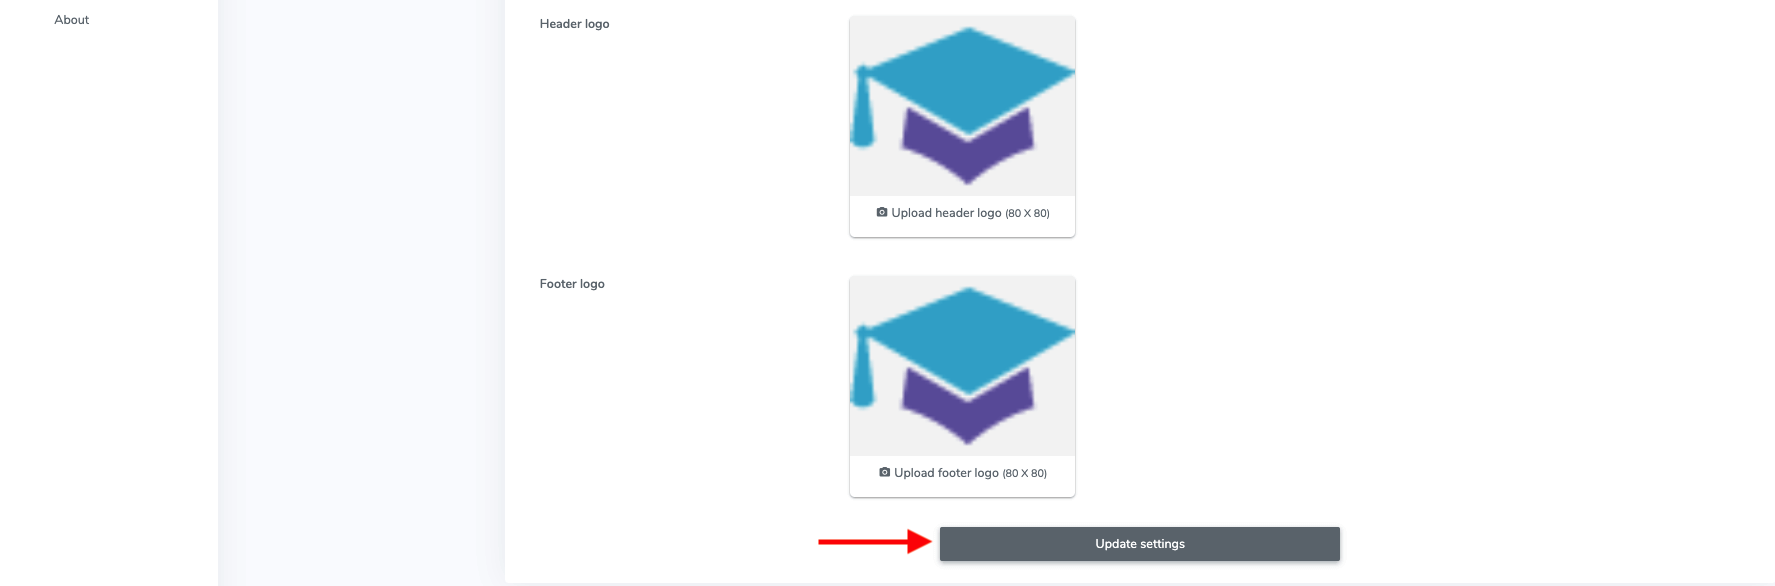 About
Header logo
Upload header logo (80 X 80)
Footer logo
Upload footer logo (80 X 80)
Update settings